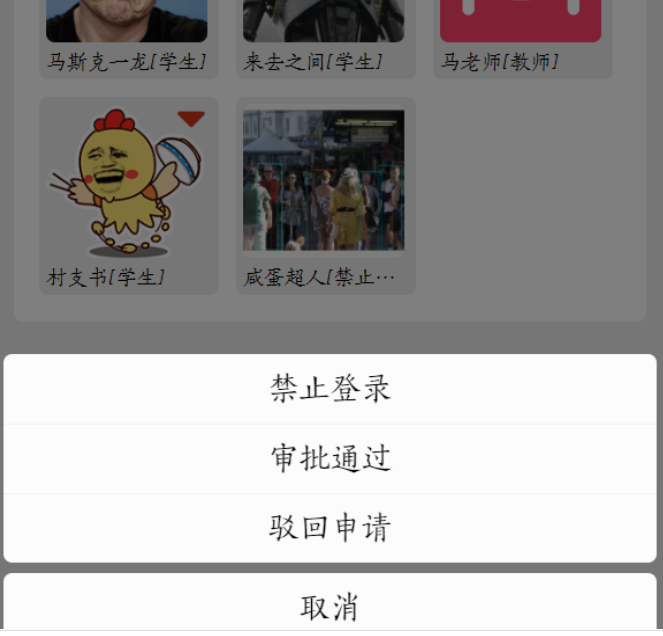 马斯克一龙[学生]
来去之间[学生]
马老师[教师]
村支书[学生]
咸蛋超人[禁止…
禁止登录
审批通过
驳回申请
取消